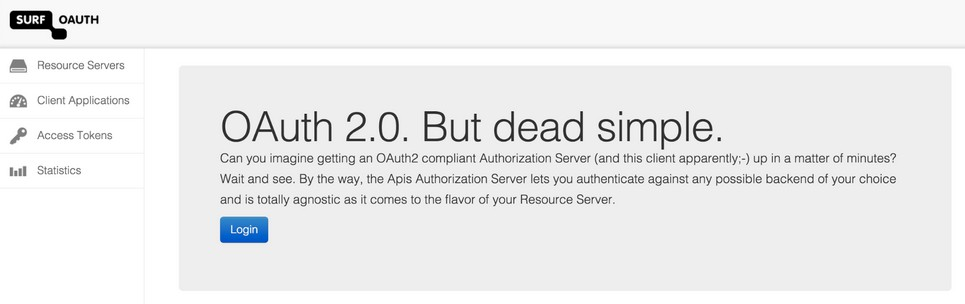 SURF OAUTH
Resource Servers
Client Applications
Access Tokens
Statistics
OAuth 2.0. But dead simple.
Can you imagine getting an OAuth2 compliant Authorization Server (and this client apparently;-) up in a matter of minutes?
Wait and see. By the way, the Apis Authorization Server lets you authenticate against any possible backend of your choice
and is totally agnostic as it comes to the flavor of your Resource Server.
Login